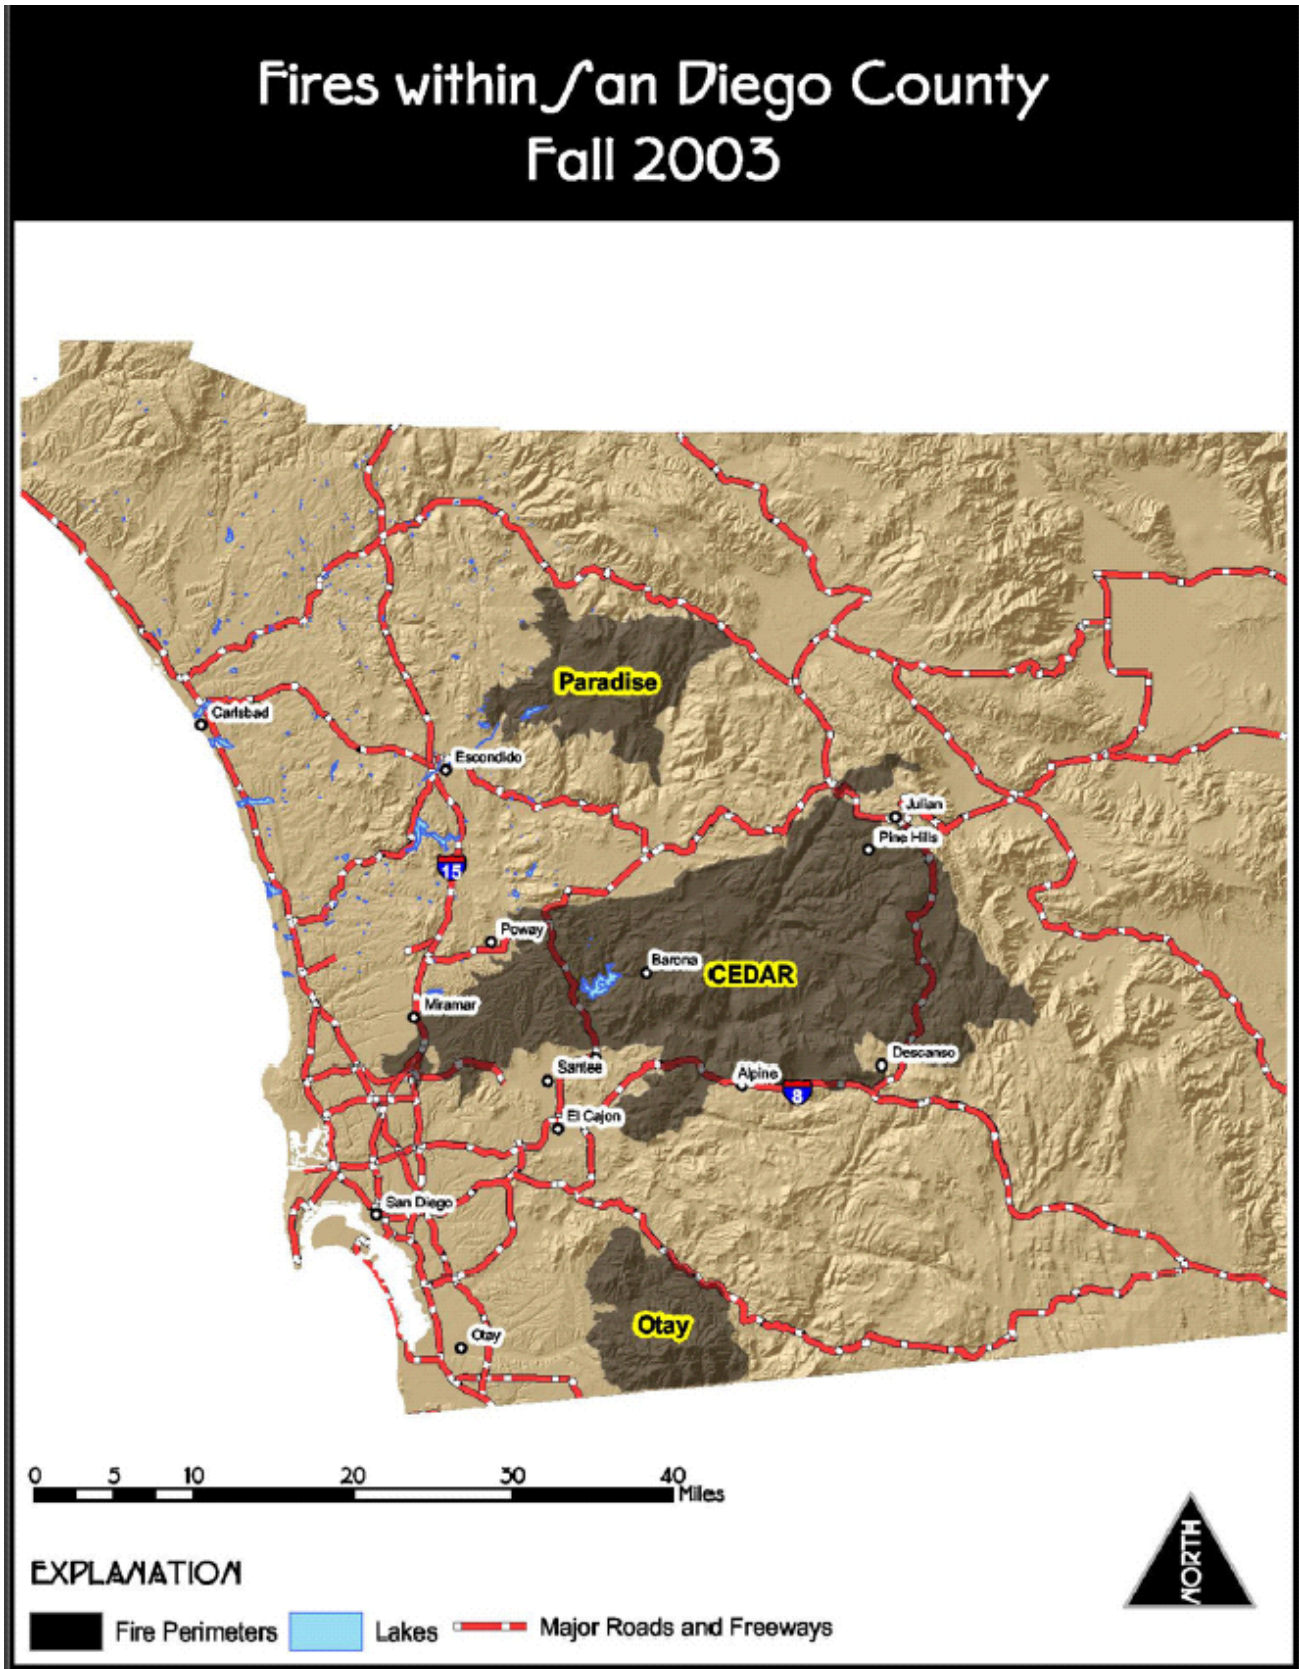 Fires within San Diego County
Fall 2003
Paradise
Carlsbad
Escondido
Julian
Pine Hills
15
Poway
Barona
CEDAR
Miramar
Descanso
Santee
Alpine
8
El Cajon
San Diego
Otay
Otay
0 5 10 20 30 40
Miles
NORTH
EXPLANATION
Fire Perimeters Lakes Major Roads and Freeways